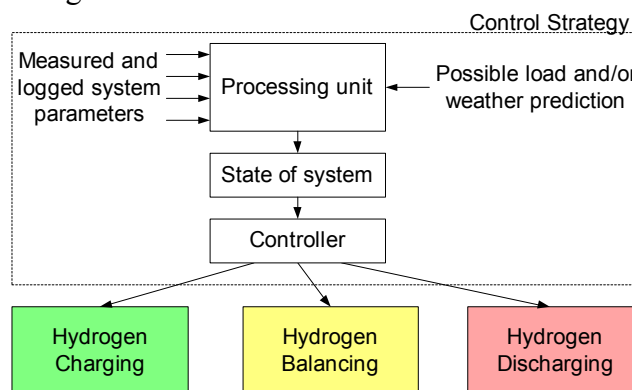 Control Strategy
Measured and
logged system
parameters
Processing unit
Possible load and/or
weather prediction
State of system
Controller
Hydrogen
Charging
Hydrogen
Balancing
Hydrogen
Discharging